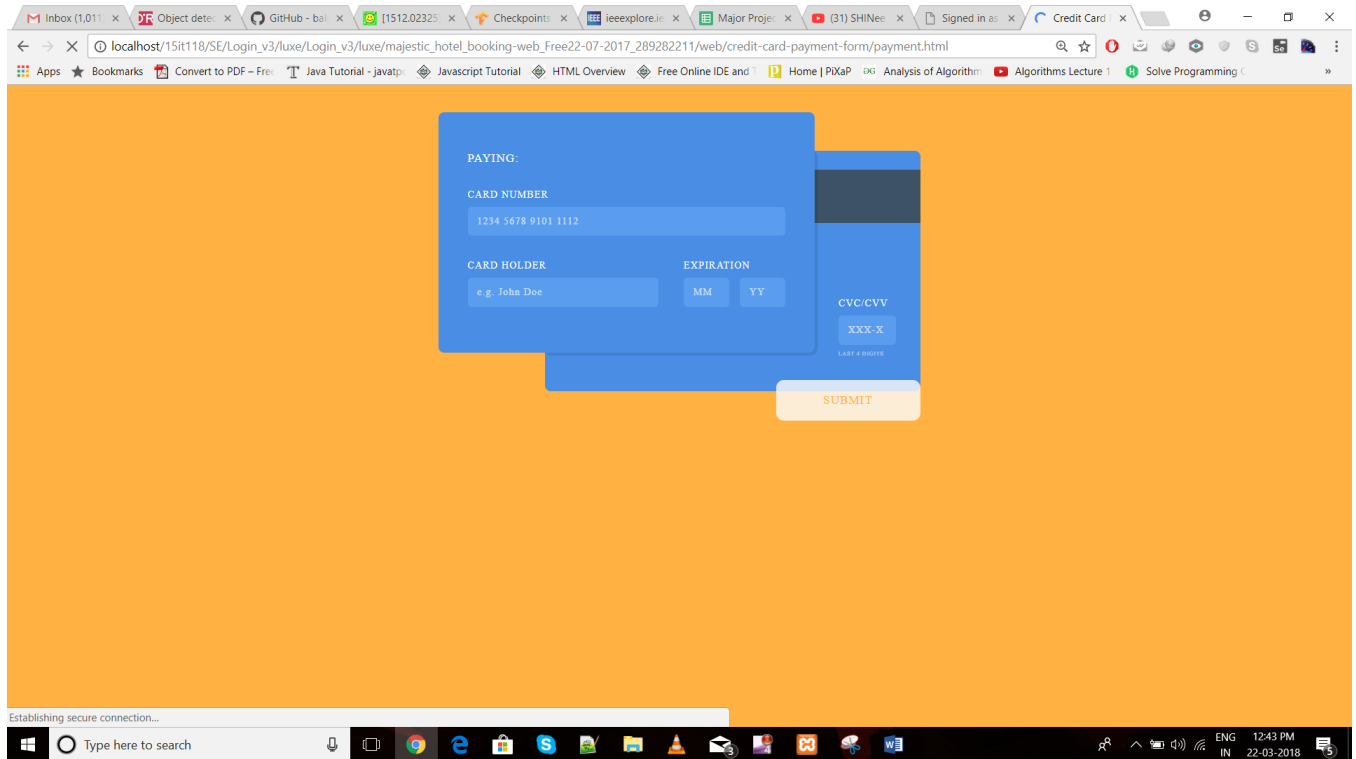 Inbox (1,011 Object detec GitHub - bal [1512.02325 Checkpoints ieeexplore.ie Major Projec (31) SHINee Signed in as Credit Card
localhost/15it118/SE/Login_v3/luxe/Login_v3/luxe/majestic_hotel_booking-web_Free22-07-2017_289282211/web/credit-card-payment-form/payment.html
Apps Bookmarks Convert to PDF – Free Java Tutorial - javatp Javascript Tutorial HTML Overview Free Online IDE and Home | PiXaP Analysis of Algorithm Algorithms Lecture 1 Solve Programming
PAYING:
CARD NUMBER
1234 5678 9101 1112
CARD HOLDER EXPIRATION
e.g. John Doe MM YY
CVC/CVV
XXX-X
LAST 4 DIGITS
SUBMIT
Establishing secure connection...
Type here to search
ENG 12:43 PM
IN 22-03-2018